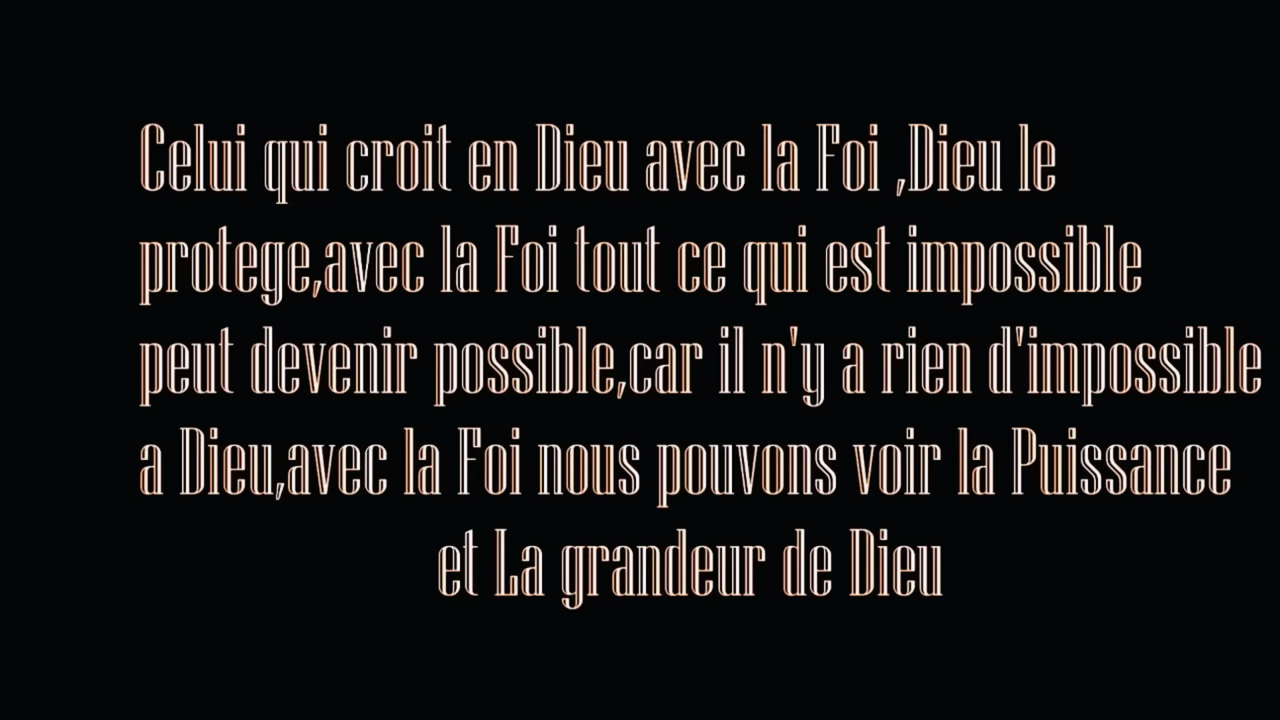 Celui qui croit en Dieu avec la Foi ,Dieu le
protege,avec la Foi tout ce qui est impossible
peut devenir possible,car il n'y a rien d'impossible
a Dieu,avec la Foi nous pouvons voir la Puissance
et La grandeur de Dieu